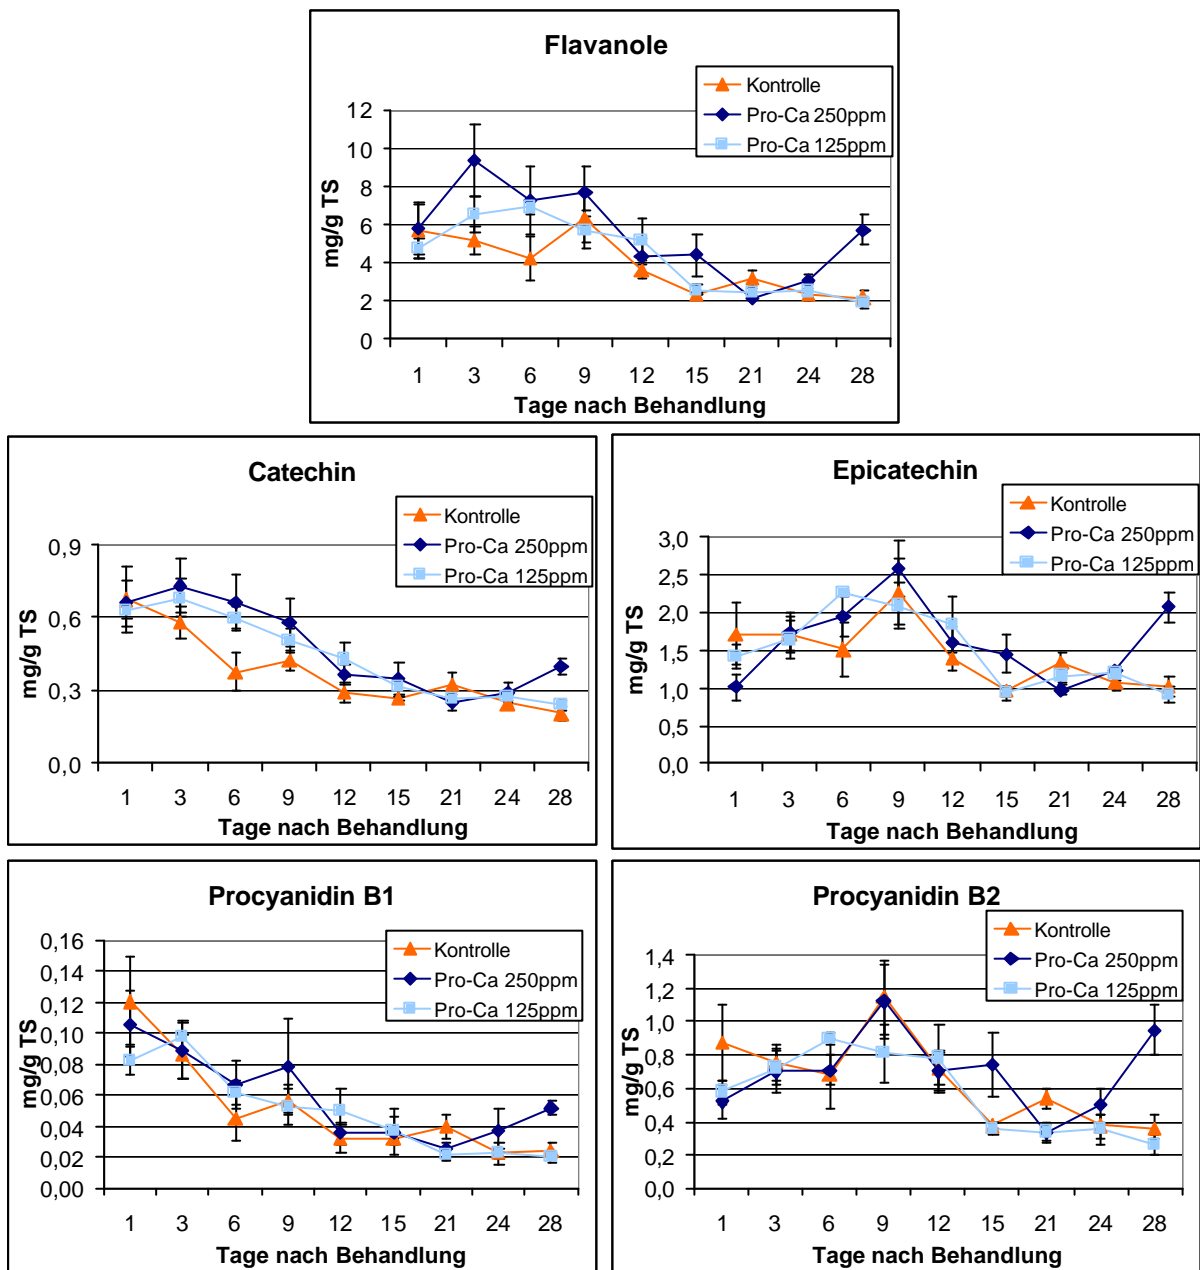 Flavanole
Kontrolle
Pro-Ca 250ppm
Pro-Ca 125ppm
mg/g TS
12
10
8
6
4
2
0
1 3 6 9 12 15 21 24 28
Tage nach Behandlung
Catechin
Kontrolle
Pro-Ca 250ppm
Pro-Ca 125ppm
mg/g TS
0,9
0,6
0,3
0,0
1 3 6 9 12 15 21 24 28
Tage nach Behandlung
Epicatechin
Kontrolle
Pro-Ca 250ppm
Pro-Ca 125ppm
mg/g TS
3,0
2,5
2,0
1,5
1,0
0,5
0,0
1 3 6 9 12 15 21 24 28
Tage nach Behandlung
Procyanidin B1
Kontrolle
Pro-Ca 250ppm
Pro-Ca 125ppm
mg/g TS
0,16
0,14
0,12
0,10
0,08
0,06
0,04
0,02
0,00
1 3 6 9 12 15 21 24 28
Tage nach Behandlung
Procyanidin B2
Kontrolle
Pro-Ca 250ppm
Pro-Ca 125ppm
mg/g TS
1,4
1,2
1,0
0,8
0,6
0,4
0,2
0,0
1 3 6 9 12 15 21 24 28
Tage nach Behandlung